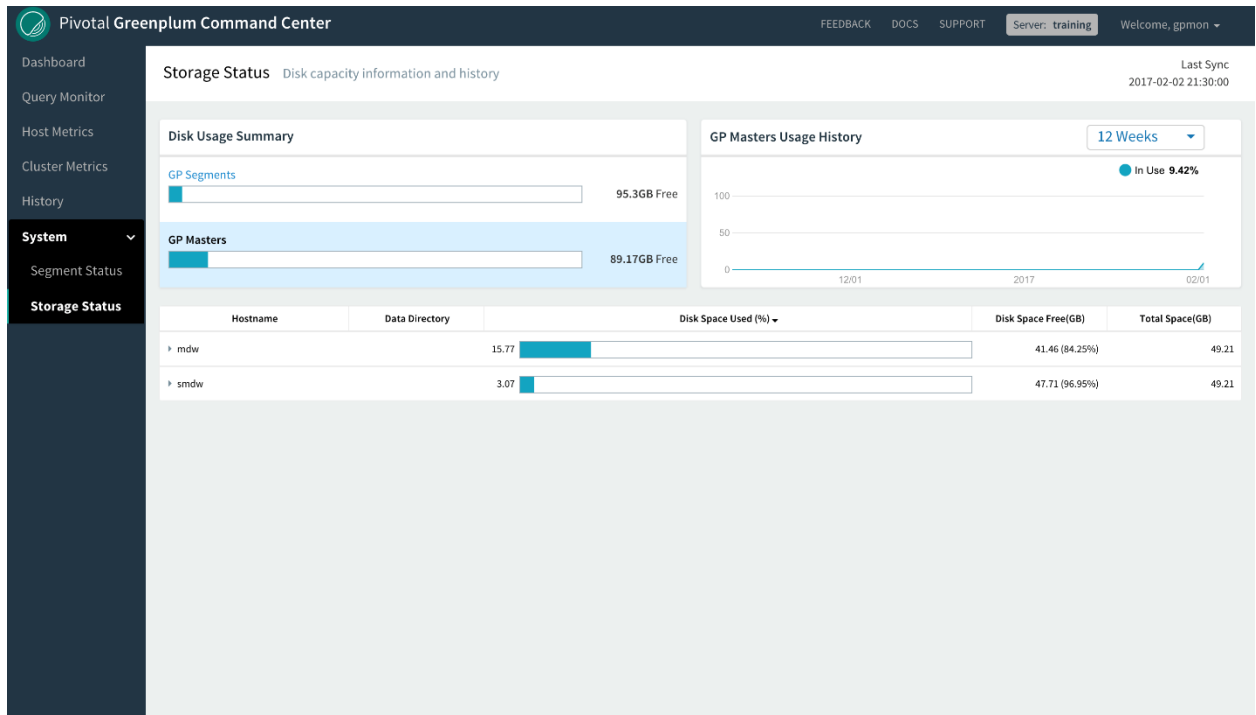 Pivotal Greenplum Command Center
FEEDBACK DOCS SUPPORT Server: training Welcome, gpmon
Dashboard
Query Monitor
Host Metrics
Cluster Metrics
History
System
Segment Status
Storage Status
Storage Status Disk capacity information and history
Last Sync
2017-02-02 21:30:00
Disk Usage Summary
GP Segments
95.3GB Free
GP Masters
89.17GB Free
GP Masters Usage History
12 Weeks
In Use 9.42%
100
50
0
12/01 2017 02/01
Hostname Data Directory Disk Space Used (%) Disk Space Free(GB) Total Space(GB)
mdw 15.77 41.46 (84.25%) 49.21
smdw 3.07 47.71 (96.95%) 49.21